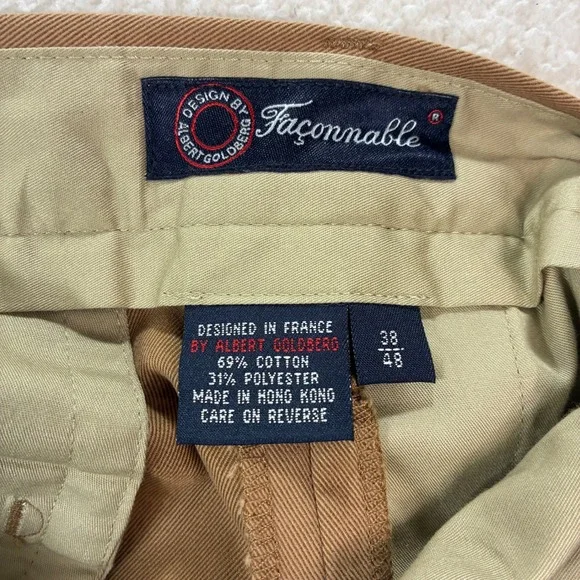 DESIGN BY
ALBERT GOLDBERG
Façonnable ®
DESIGNED IN FRANCE
BY ALBERT GOLDBERG
69% COTTON
31% POLYESTER
MADE IN HONG KONG
CARE ON REVERSE
38
48